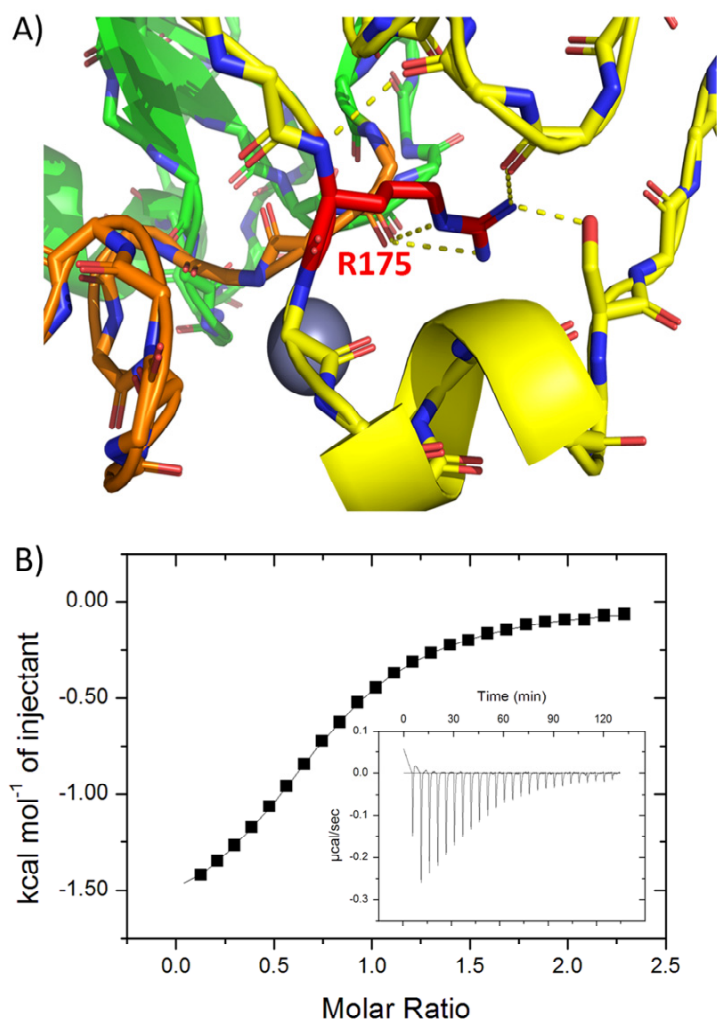 A)
R175
B)
kcal mol⁻¹ of injectant
0.00
-0.50
-1.00
-1.50
0.0 0.5 1.0 1.5 2.0 2.5
Molar Ratio
Time (min)
0 30 60 90 120
µcal/sec
0.1
0.0
-0.1
-0.2
-0.3